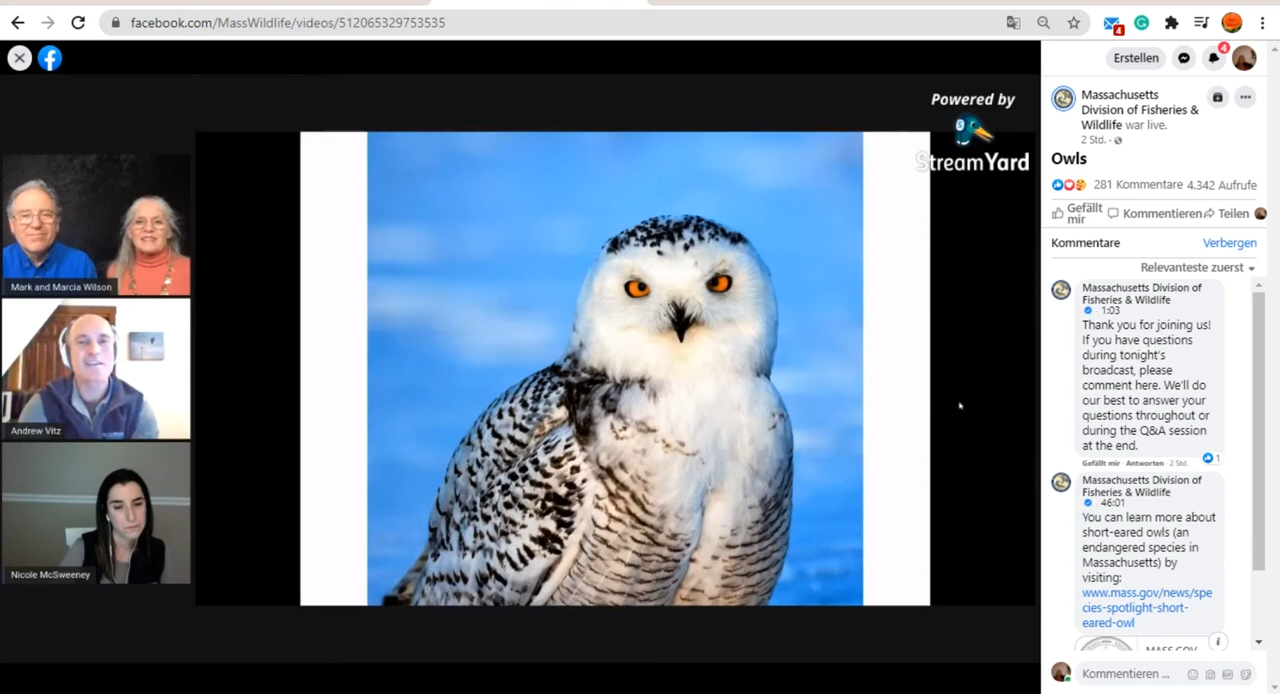 facebook.com/MassWildlife/videos/512065329753535
4
Erstellen
4
Powered by
StreamYard
Mark and Marcia Wilson
Andrew Vitz
Nicole McSweeney
Massachusetts
Division of Fisheries &
Wildlife war live.
2 Std. ·
Owls
281 Kommentare 4.342 Aufrufe
Gefällt
mir
Kommentieren
Teilen
Kommentare
Verbergen
Relevanteste zuerst
Massachusetts Division of
Fisheries & Wildlife
· 1:03
Thank you for joining us!
If you have questions
during tonight's
broadcast, please
comment here. We'll do
our best to answer your
questions throughout or
during the Q&A session
at the end.
Gefällt mir · Antworten · 2 Std.
1
Massachusetts Division of
Fisheries & Wildlife
· 46:01
You can learn more about
short-eared owls (an
endangered species in
Massachusetts) by
visiting:
www.mass.gov/news/spe
cies-spotlight-short-
eared-owl
MASS.GOV
Kommentieren ...